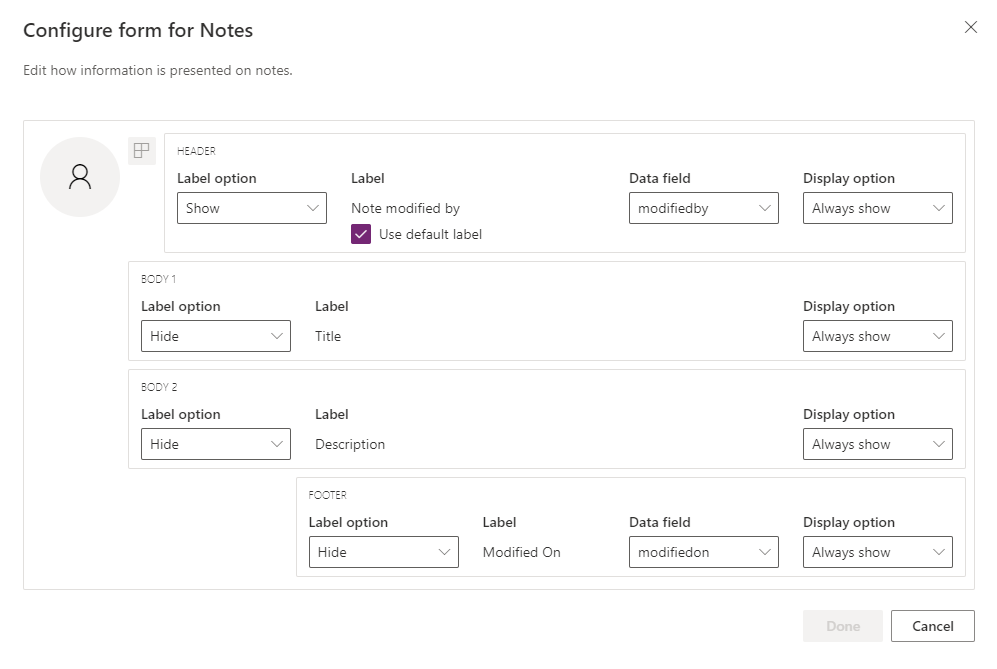 Configure form for Notes
Edit how information is presented on notes.
HEADER
Label option Label Data field Display option
Show Note modified by modifiedby Always show
Use default label
BODY 1
Label option Label Display option
Hide Title Always show
BODY 2
Label option Label Display option
Hide Description Always show
FOOTER
Label option Label Data field Display option
Hide Modified On modifiedon Always show
Done Cancel